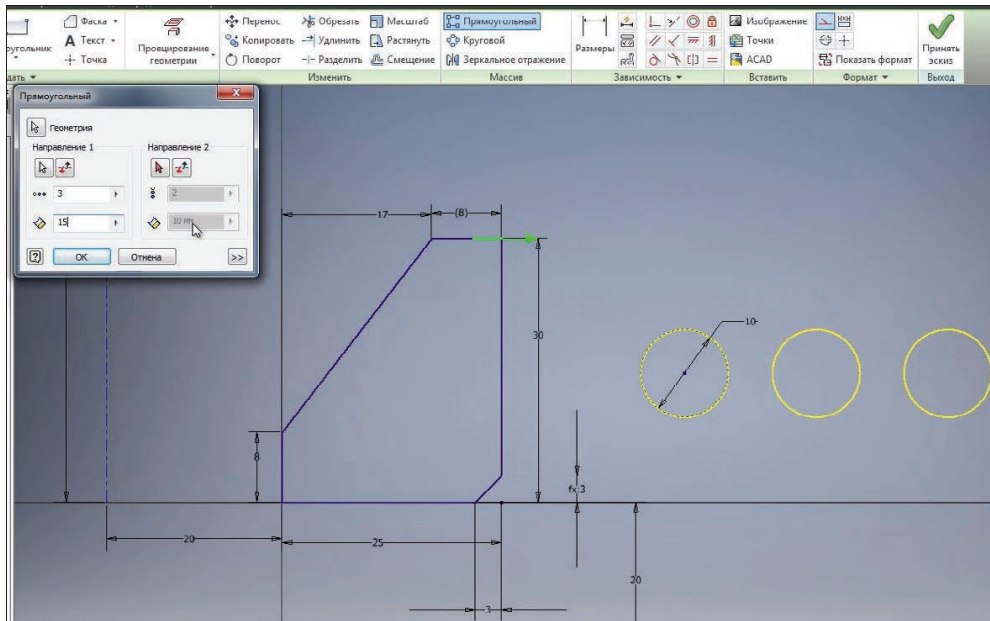 Фаска Перенос Обрезать Масштаб Прямоугольный Изображение
оугольник Текст Копировать Удлинить Растянуть Круговой Точки
Точка Проецирование геометрии Поворот Разделить Смещение Зеркальное отражение Размеры ACAD Показать формат Принять эскиз
дать Изменить Массив Зависимость Вставить Формат Выход
Прямоугольный
Геометрия
Направление 1 Направление 2
3 2
15 10 мм
OK Отмена >>
17 (8)
30
10
8
fx:3
20 25
20
3